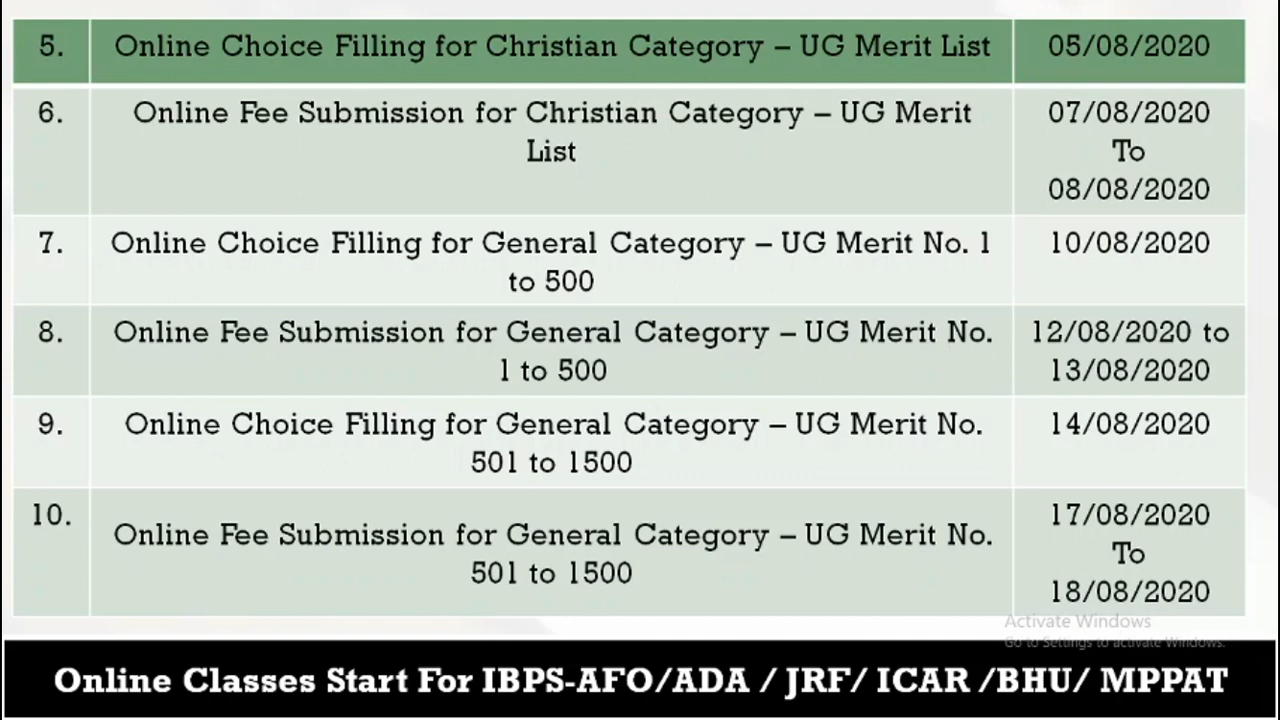 5. Online Choice Filling for Christian Category – UG Merit List 05/08/2020
6. Online Fee Submission for Christian Category – UG Merit
List
07/08/2020
To
08/08/2020
7. Online Choice Filling for General Category – UG Merit No. 1
to 500
10/08/2020
8. Online Fee Submission for General Category – UG Merit No.
1 to 500
12/08/2020 to
13/08/2020
9. Online Choice Filling for General Category – UG Merit No.
501 to 1500
14/08/2020
10. Online Fee Submission for General Category – UG Merit No.
501 to 1500
17/08/2020
To
18/08/2020
Activate Windows
Go to Settings to activate Windows.
Online Classes Start For IBPS-AFO/ADA / JRF/ ICAR /BHU/ MPPAT